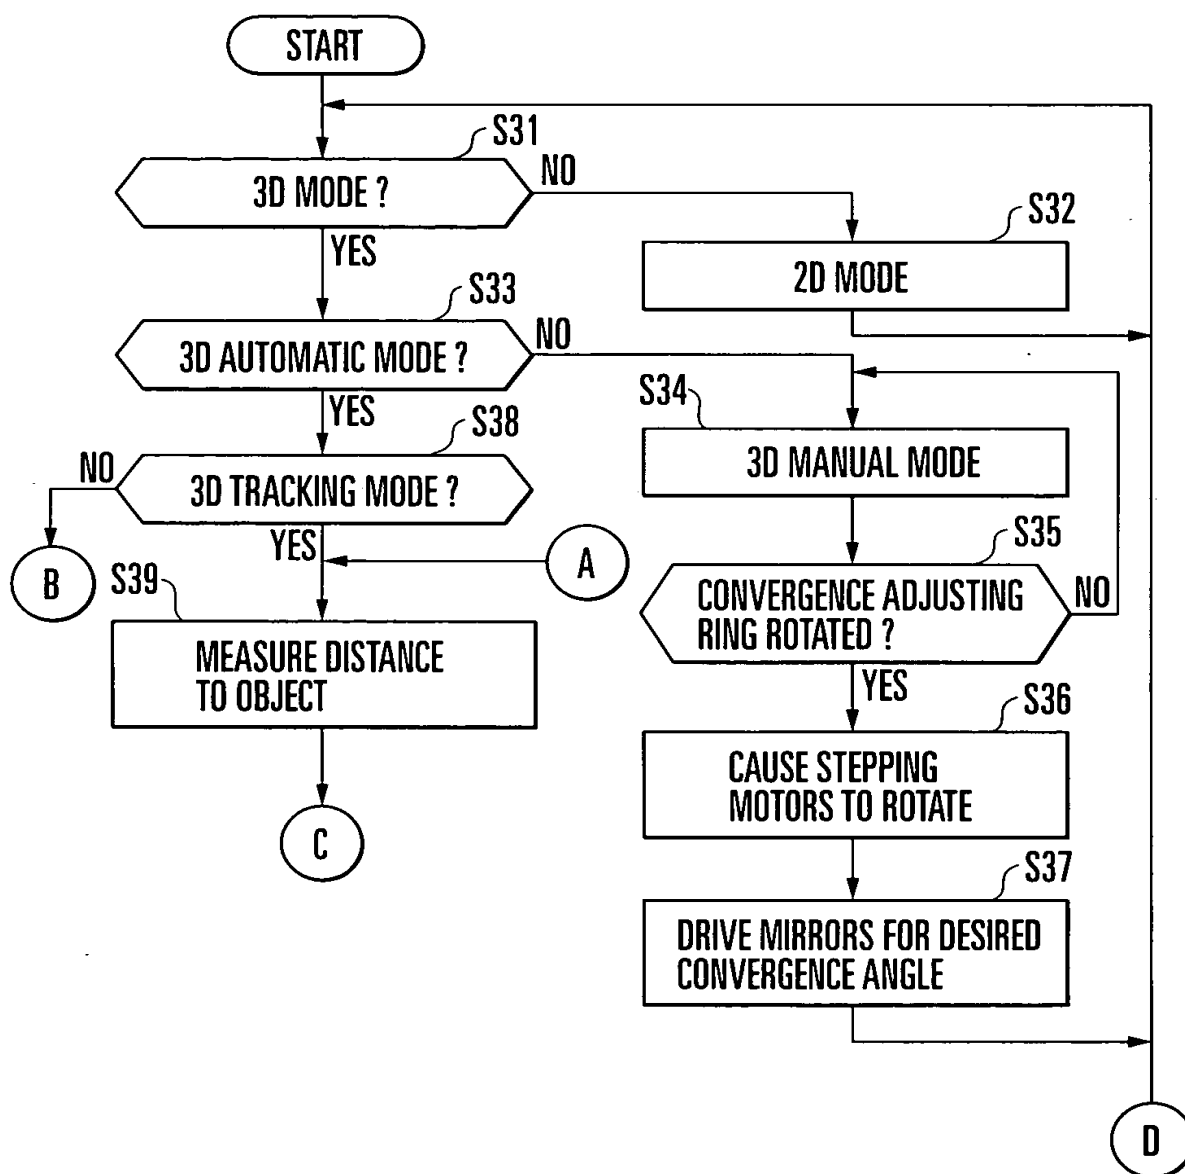 START
S31
3D MODE ?
NO
YES
S32
2D MODE
S33
3D AUTOMATIC MODE ?
NO
YES
S34
3D MANUAL MODE
S38
3D TRACKING MODE ?
NO
YES
B
A
S35
CONVERGENCE ADJUSTING
RING ROTATED ?
NO
YES
S39
MEASURE DISTANCE
TO OBJECT
C
S36
CAUSE STEPPING
MOTORS TO ROTATE
S37
DRIVE MIRRORS FOR DESIRED
CONVERGENCE ANGLE
D